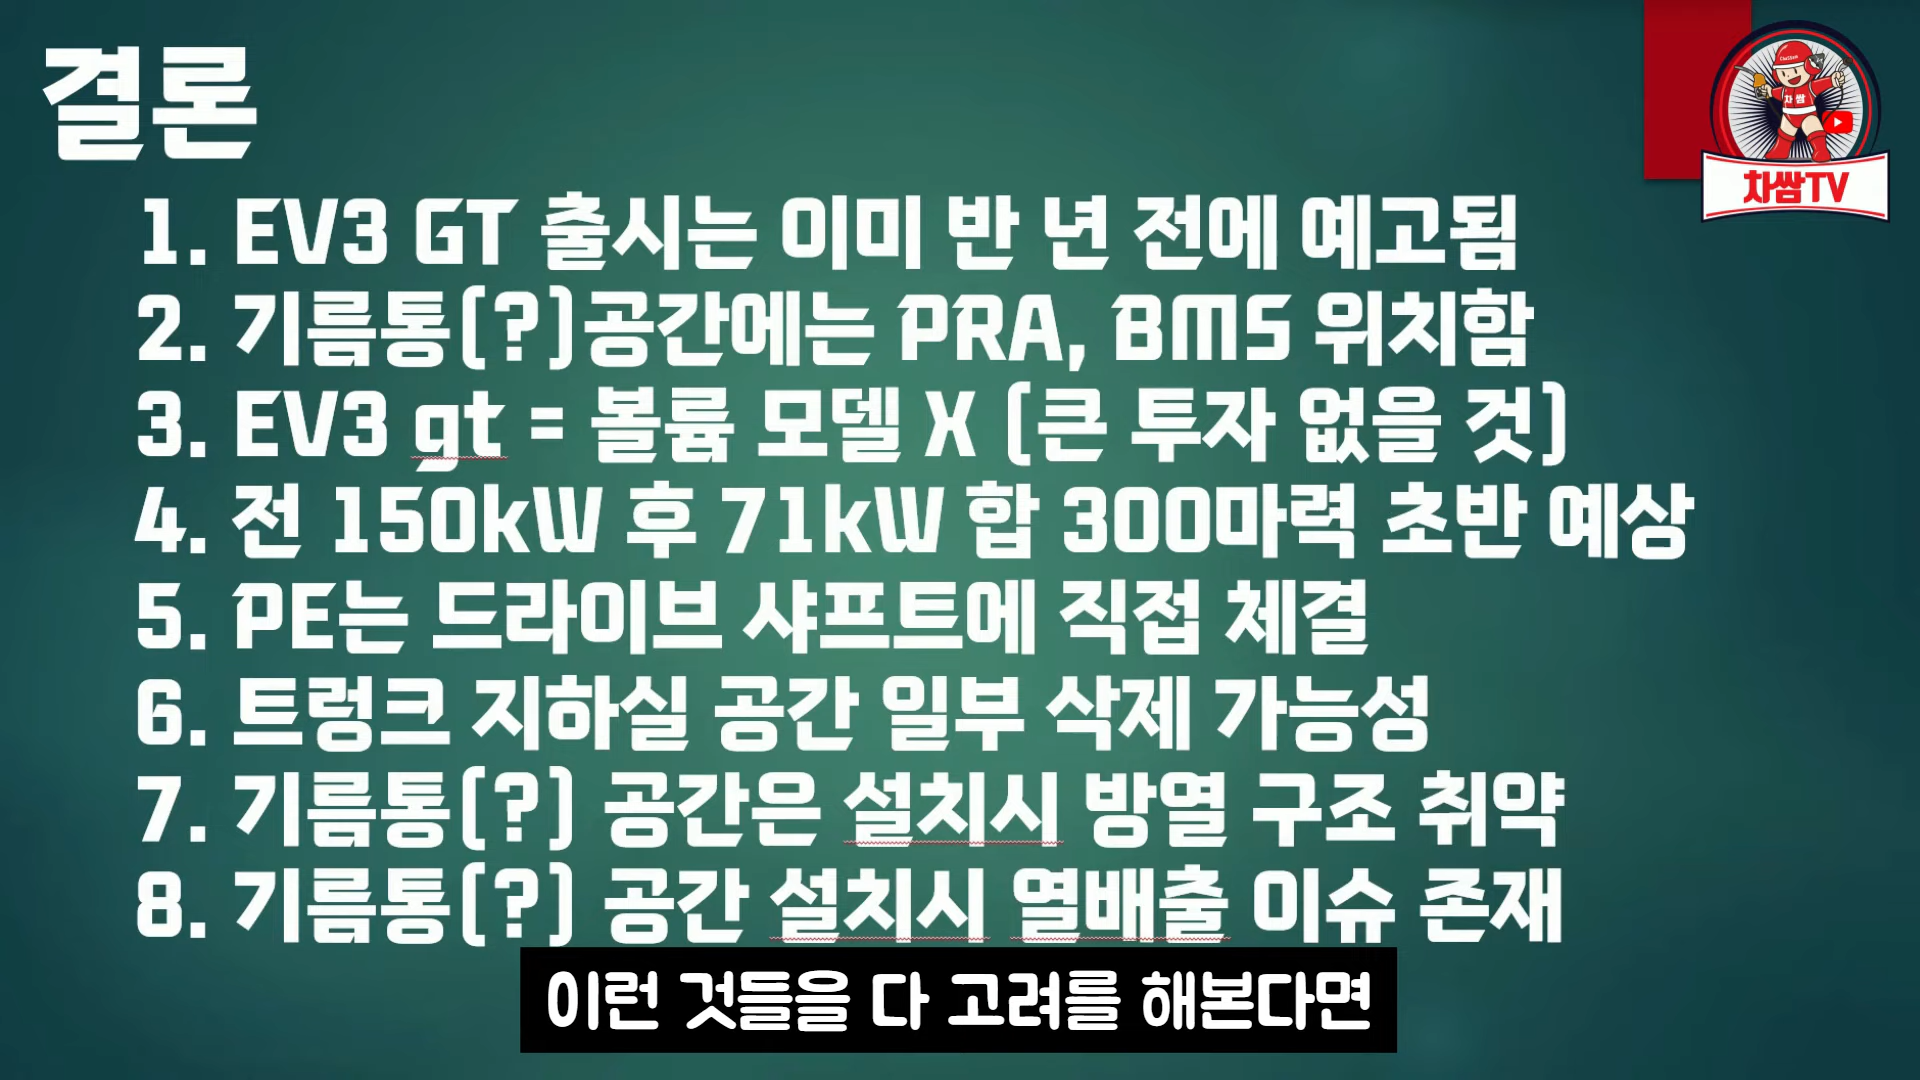 결론
차쌈TV
1. EV3 GT 출시는 이미 반 년 전에 예고됨
2. 기름통(?)공간에는 PRA, BMS 위치함
3. EV3 gt = 볼륨 모델 X (큰 투자 없을 것)
4. 전 150kW 후 71kW 합 300마력 초반 예상
5. PE는 드라이브 샤프트에 직접 체결
6. 트렁크 지하실 공간 일부 삭제 가능성
7. 기름통(?) 공간은 설치시 방열 구조 취약
8. 기름통(?) 공간 설치시 열배출 이슈 존재
이런 것들을 다 고려를 해본다면